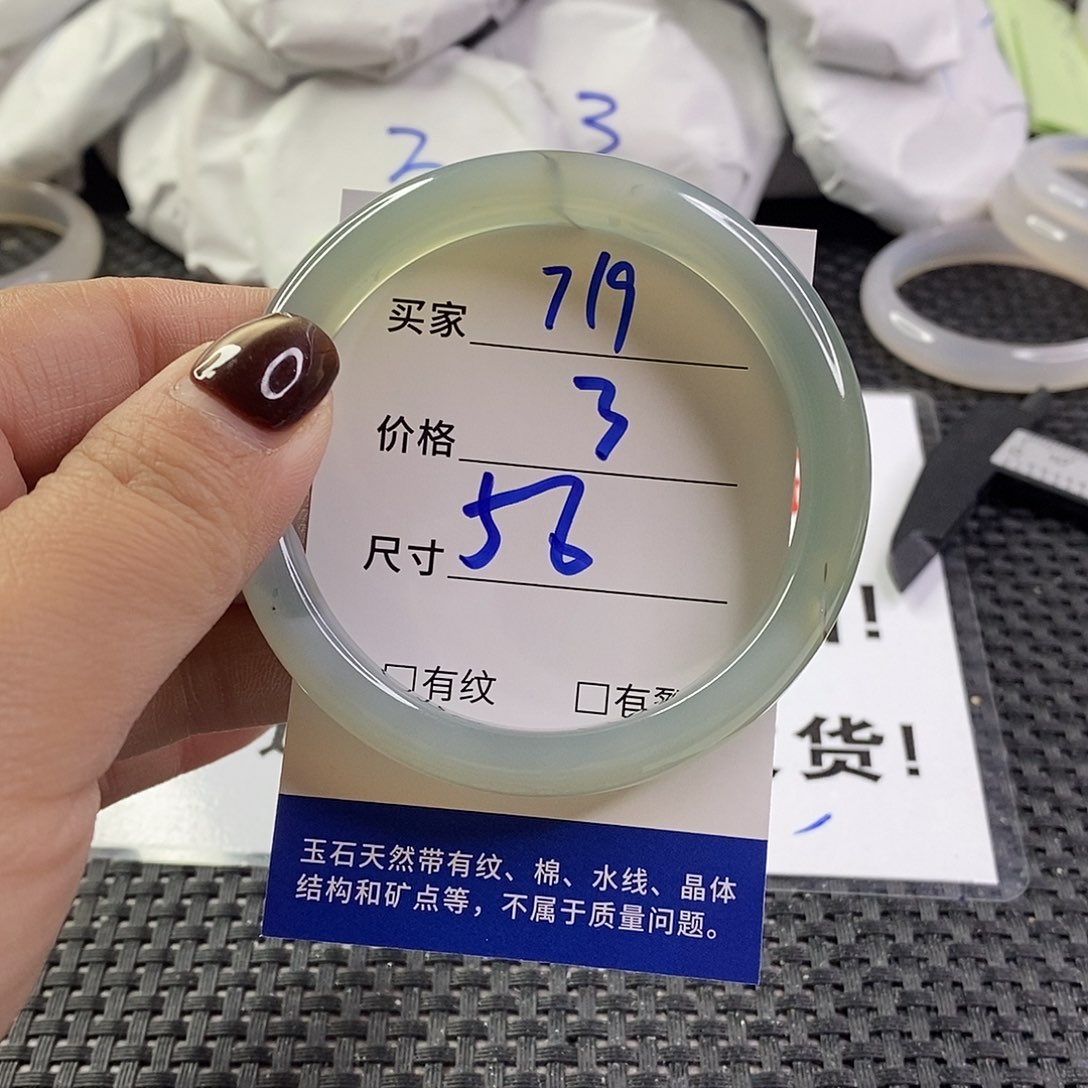 2
3
买家 719
价格 3
尺寸 56
□有纹 □有裂
!
货!
玉石天然带有纹、棉、水线、晶体
结构和矿点等，不属于质量问题。